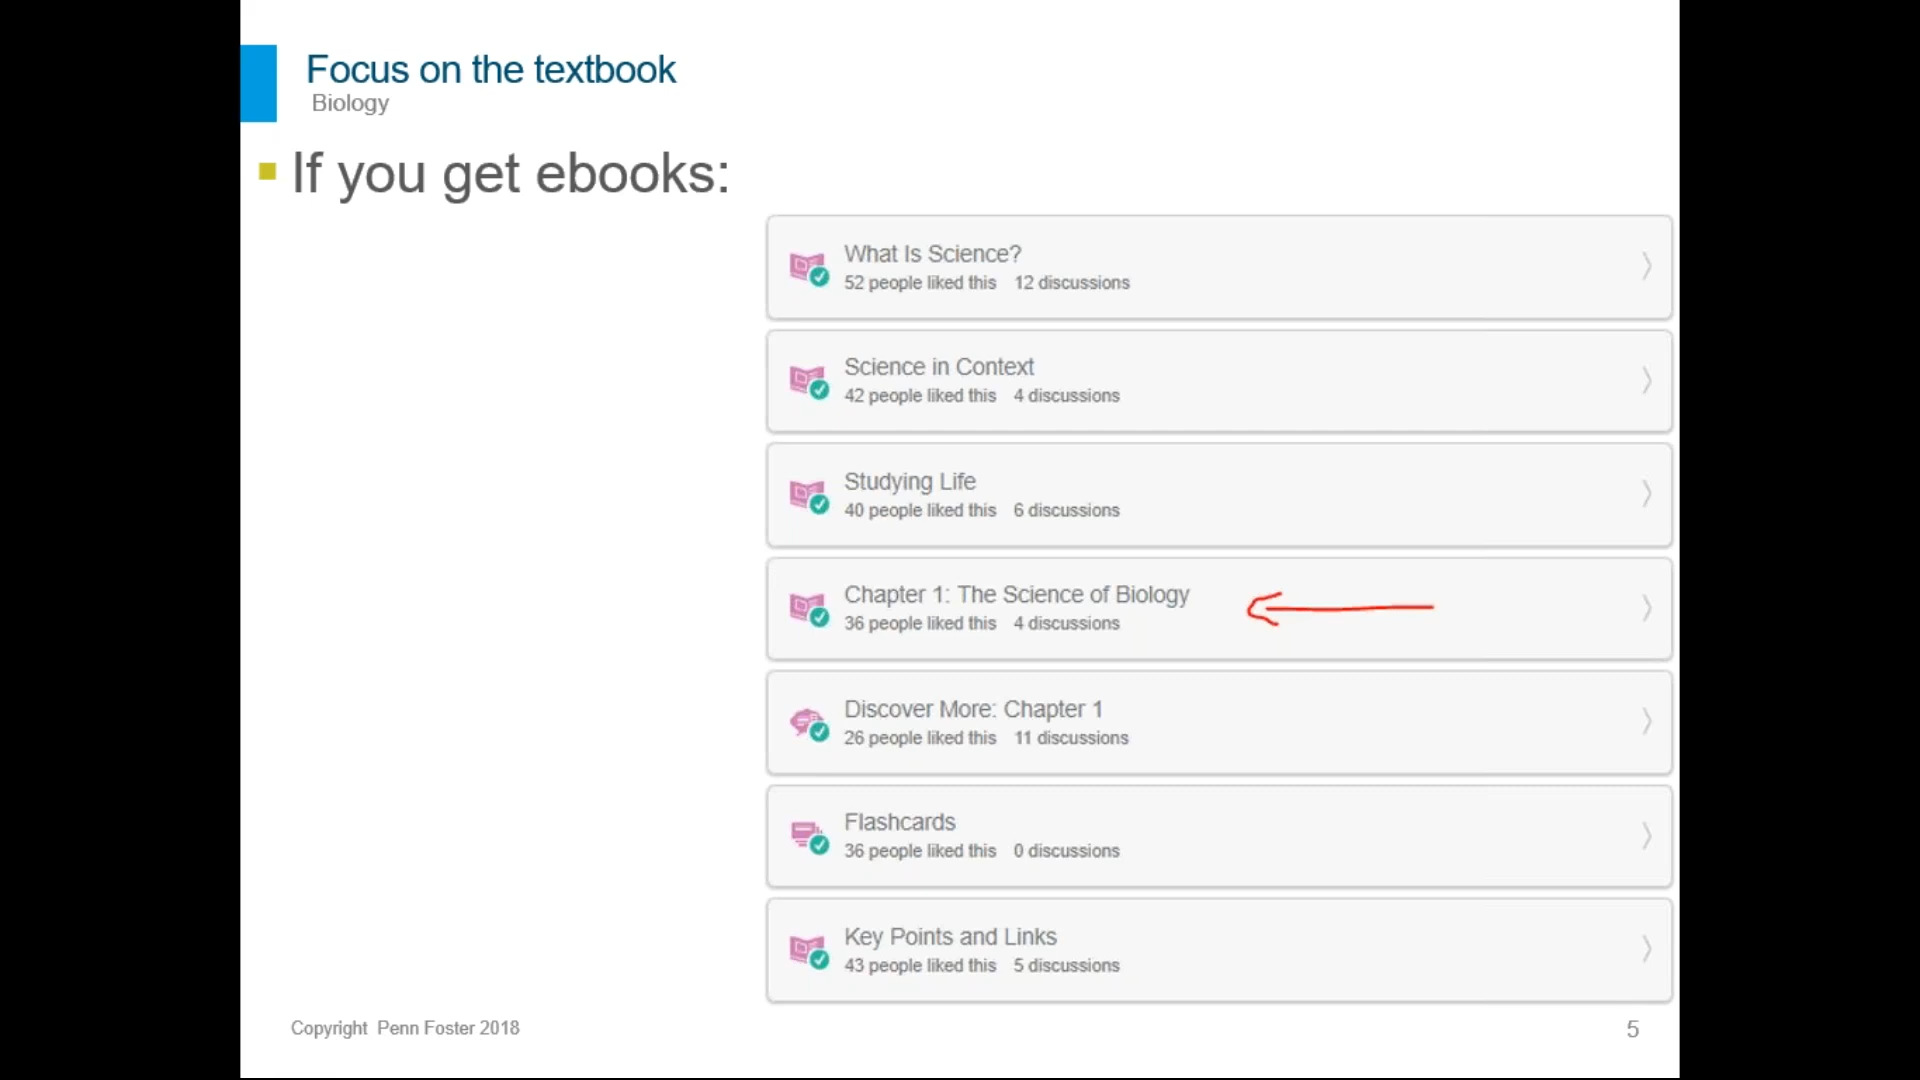 Focus on the textbook
Biology
If you get ebooks:
What Is Science?
52 people liked this 12 discussions
Science in Context
42 people liked this 4 discussions
Studying Life
40 people liked this 6 discussions
Chapter 1: The Science of Biology
36 people liked this 4 discussions
Discover More: Chapter 1
26 people liked this 11 discussions
Flashcards
36 people liked this 0 discussions
Key Points and Links
43 people liked this 5 discussions
Copyright Penn Foster 2018
5